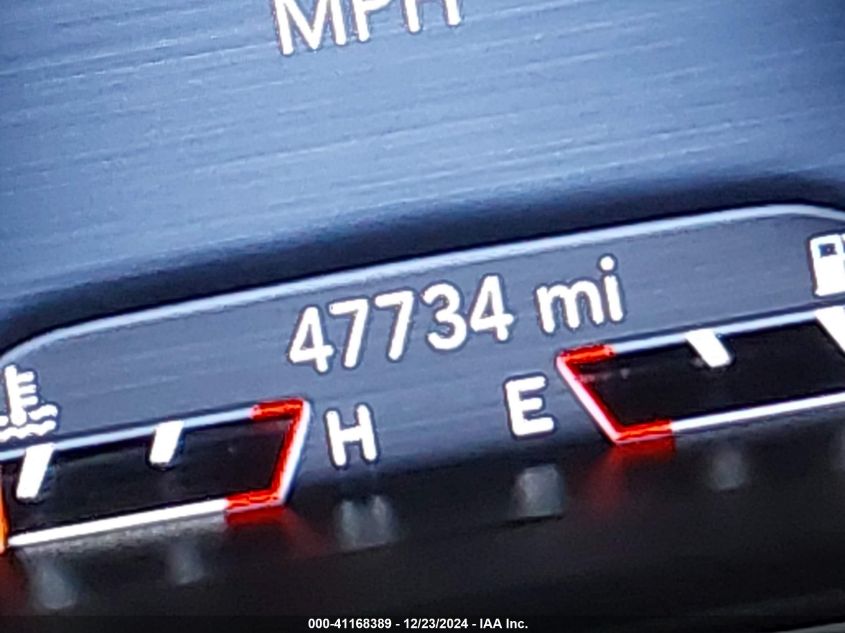 MPH
47734 mi
H E
000-41168389 - 12/23/2024 - IAA Inc.